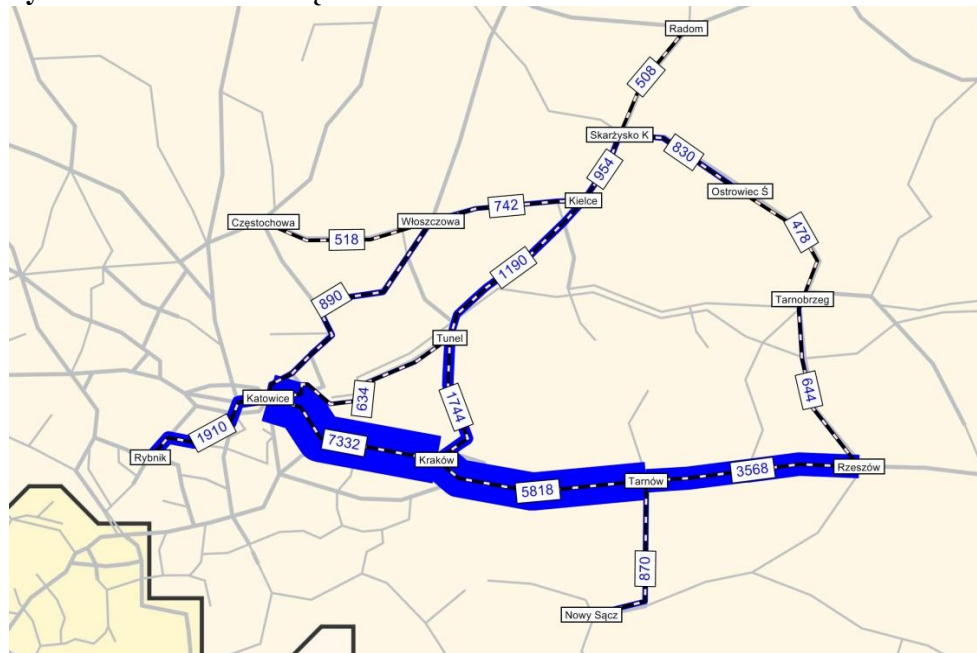 Radom
508
Skarżysko K
830
954
Ostrowiec Ś
Kielce
742
Włoszczowa
Częstochowa
518
478
1190
890
Tarnobrzeg
Tunel
634
1744
644
Katowice
1910
7332
Rybnik
Kraków
5818
Tarnów
3568
Rzeszów
870
Nowy Sącz